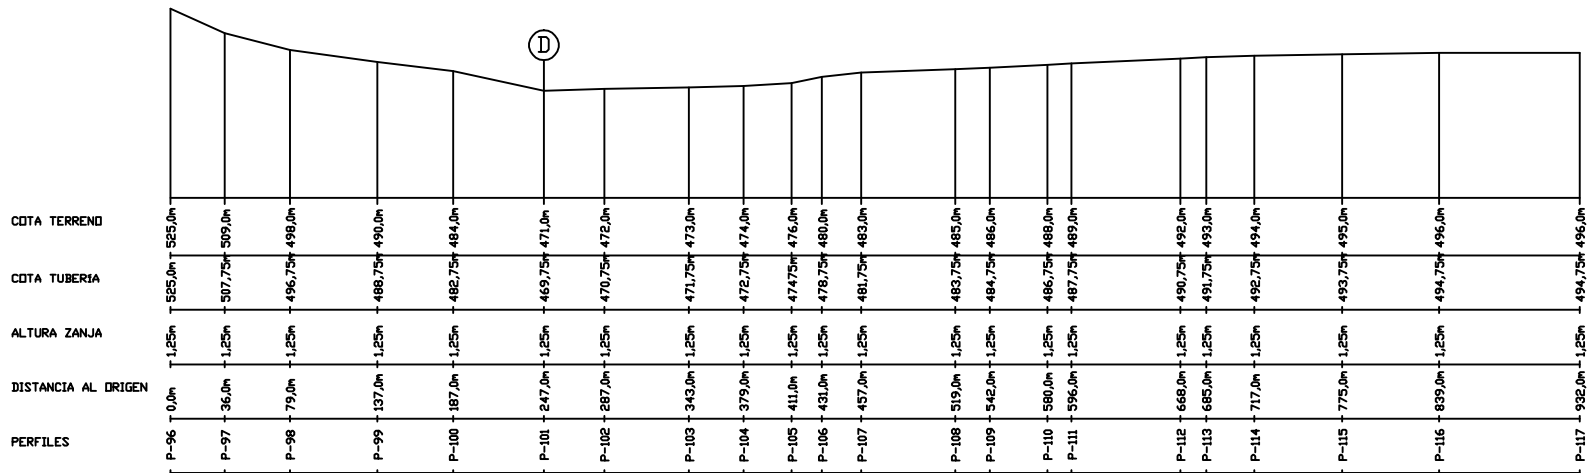 D
COTA TERRENO 525,0m 509,0m 498,0m 490,0m 484,0m 471,0m 472,0m 473,0m 474,0m 476,0m 480,0m 483,0m 485,0m 486,0m 488,0m 489,0m 492,0m 493,0m 494,0m 495,0m 496,0m 496,0m
COTA TUBERíA 525,0m 507,75m 496,75m 488,75m 482,75m 469,75m 470,75m 471,75m 472,75m 47475m 478,75m 481,75m 483,75m 484,75m 486,75m 487,75m 490,75m 491,75m 492,75m 493,75m 494,75m 494,75m
ALTURA ZANJA 1,25m 1,25m 1,25m 1,25m 1,25m 1,25m 1,25m 1,25m 1,25m 1,25m 1,25m 1,25m 1,25m 1,25m 1,25m 1,25m 1,25m 1,25m 1,25m 1,25m 1,25m 1,25m
DISTANCIA AL ORIGEN 0,0m 36,0m 79,0m 137,0m 187,0m 247,0m 287,0m 343,0m 379,0m 411,0m 431,0m 457,0m 519,0m 542,0m 580,0m 596,0m 668,0m 685,0m 717,0m 775,0m 839,0m 932,0m
PERFILES P-96 P-97 P-98 P-99 P-100 P-101 P-102 P-103 P-104 P-105 P-106 P-107 P-108 P-109 P-110 P-111 P-112 P-113 P-114 P-115 P-116 P-117